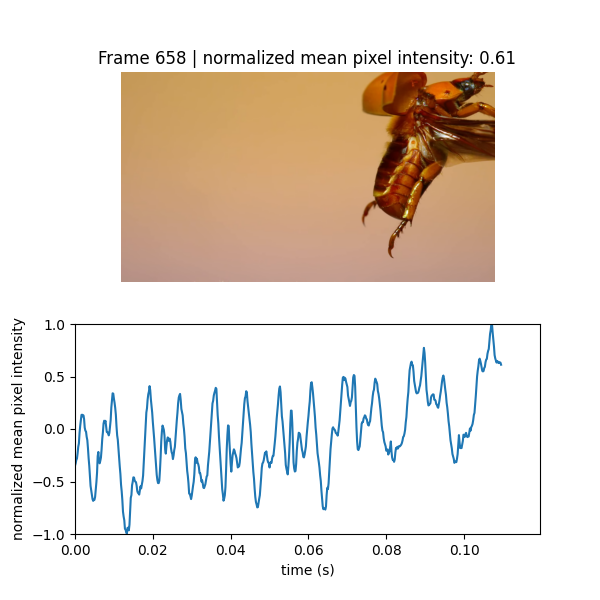 Frame 658 | normalized mean pixel intensity: 0.61
normalized mean pixel intensity
1.0
0.5
0.0
−0.5
−1.0
0.00 0.02 0.04 0.06 0.08 0.10
time (s)